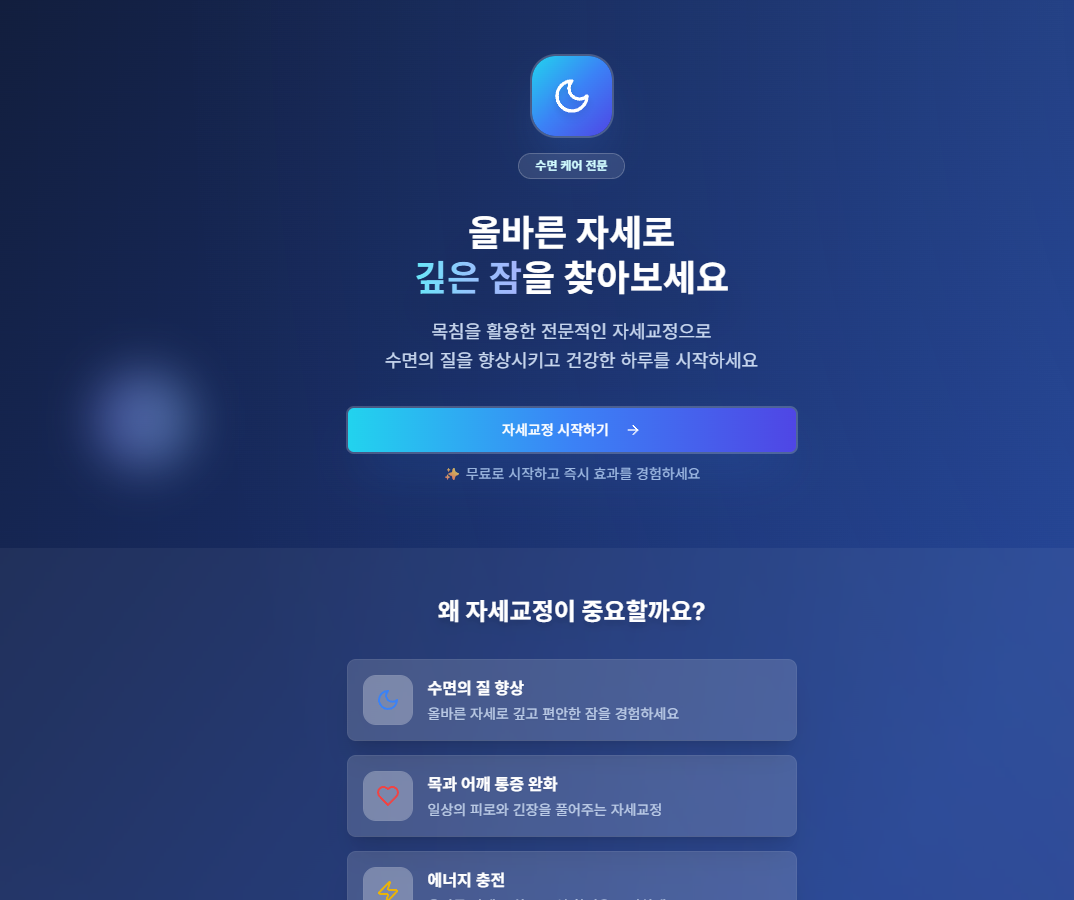 수면 케어 전문
올바른 자세로
깊은 잠을 찾아보세요
목침을 활용한 전문적인 자세교정으로
수면의 질을 향상시키고 건강한 하루를 시작하세요
자세교정 시작하기 →
✨ 무료로 시작하고 즉시 효과를 경험하세요
왜 자세교정이 중요할까요?
수면의 질 향상
올바른 자세로 깊고 편안한 잠을 경험하세요
목과 어깨 통증 완화
일상의 피로와 긴장을 풀어주는 자세교정
에너지 충전